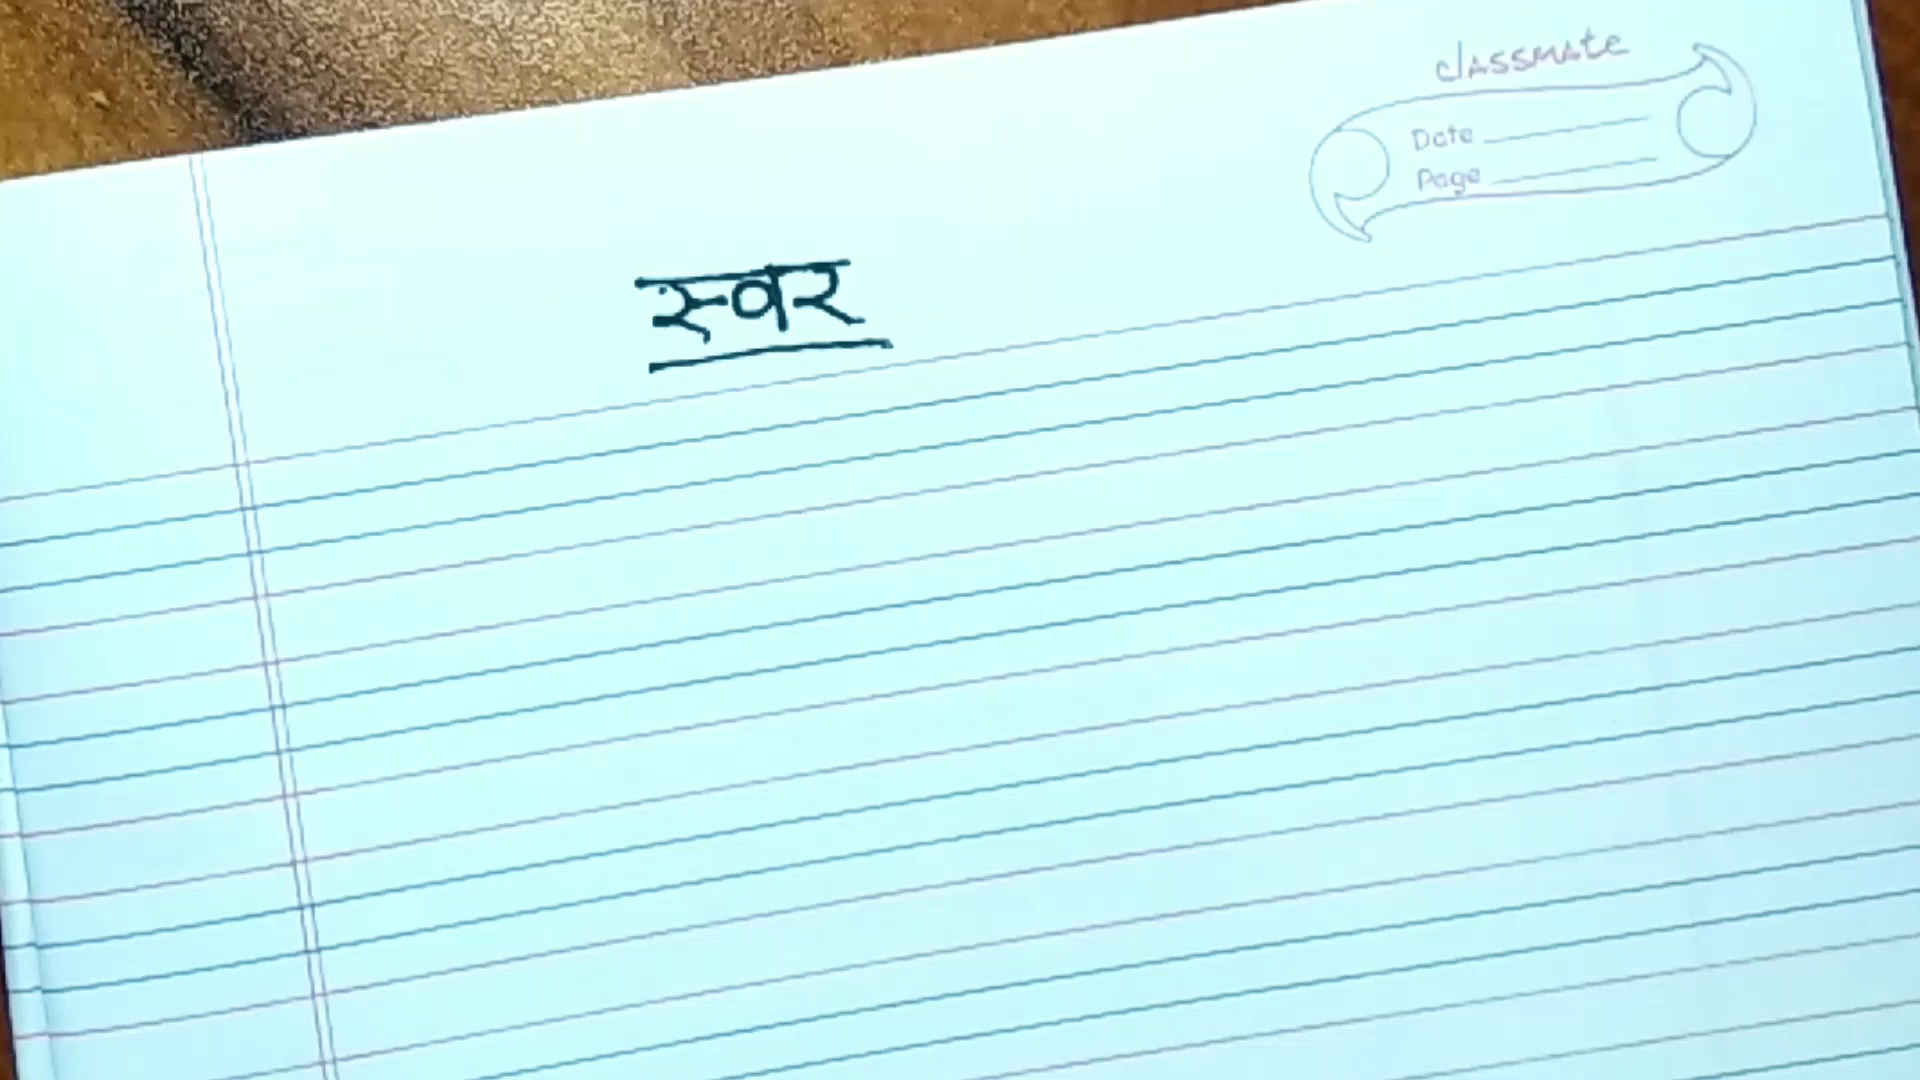 classmate
Date
Page
स्वर